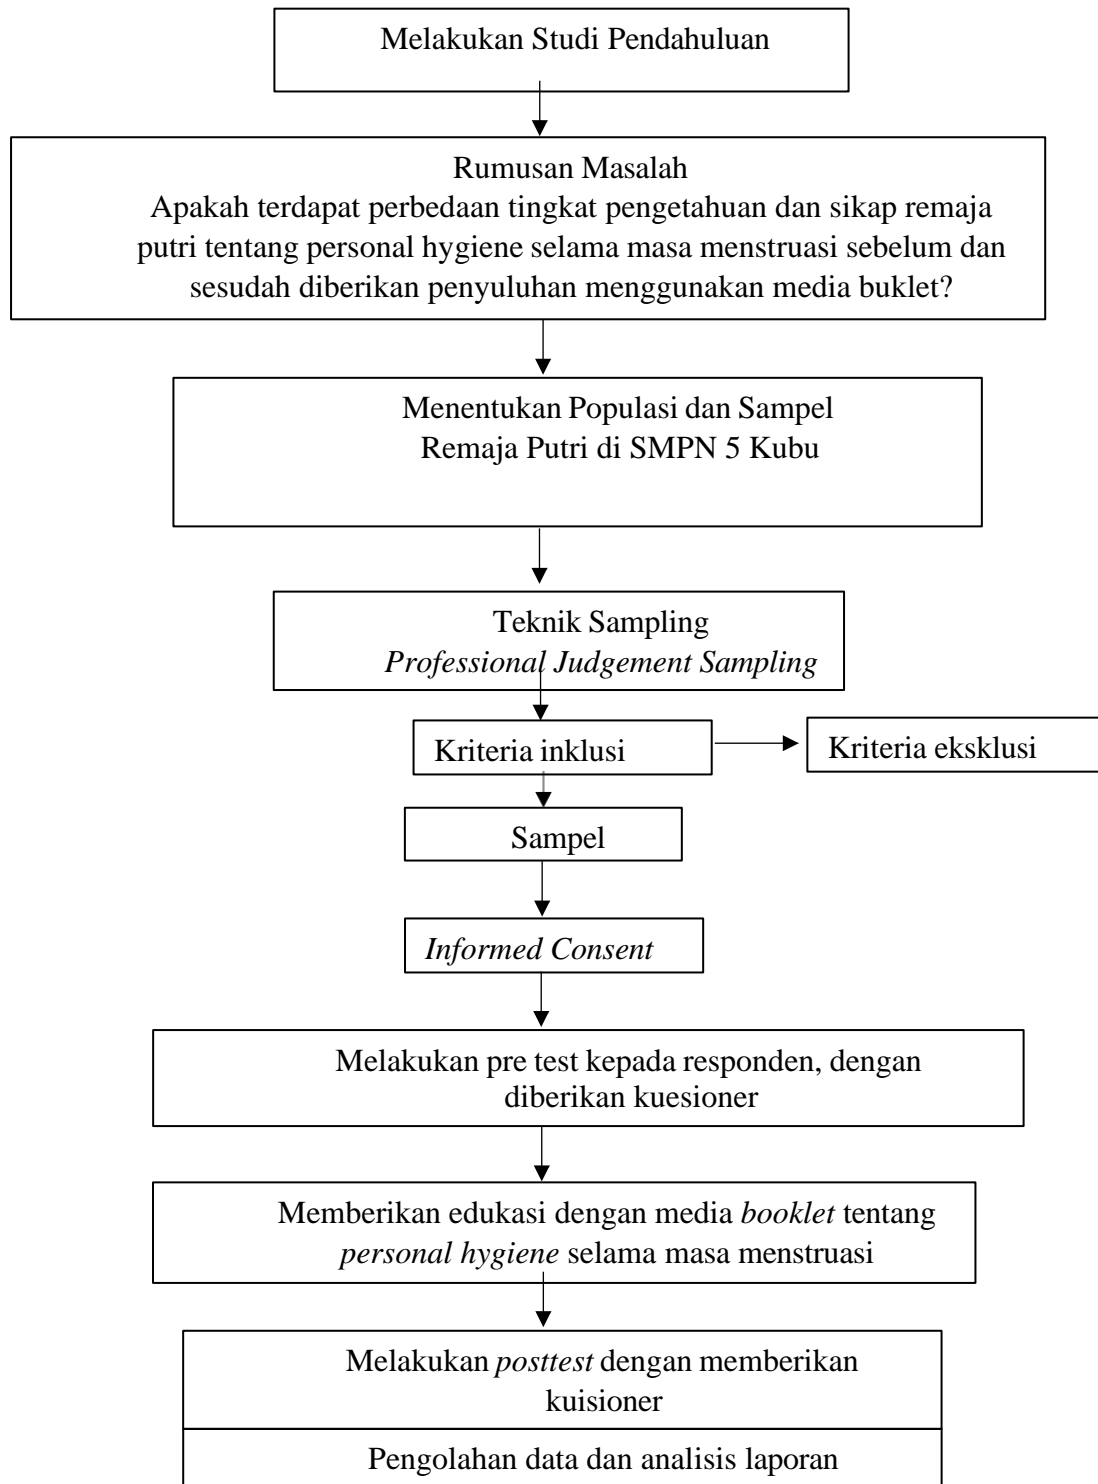 Melakukan Studi Pendahuluan
Rumusan Masalah
Apakah terdapat perbedaan tingkat pengetahuan dan sikap remaja
putri tentang personal hygiene selama masa menstruasi sebelum dan
sesudah diberikan penyuluhan menggunakan media buklet?
Menentukan Populasi dan Sampel
Remaja Putri di SMPN 5 Kubu
Teknik Sampling
Professional Judgement Sampling
Kriteria inklusi
Kriteria eksklusi
Sampel
Informed Consent
Melakukan pre test kepada responden, dengan
diberikan kuesioner
Memberikan edukasi dengan media booklet tentang
personal hygiene selama masa menstruasi
Melakukan posttest dengan memberikan
kuisioner
Pengolahan data dan analisis laporan